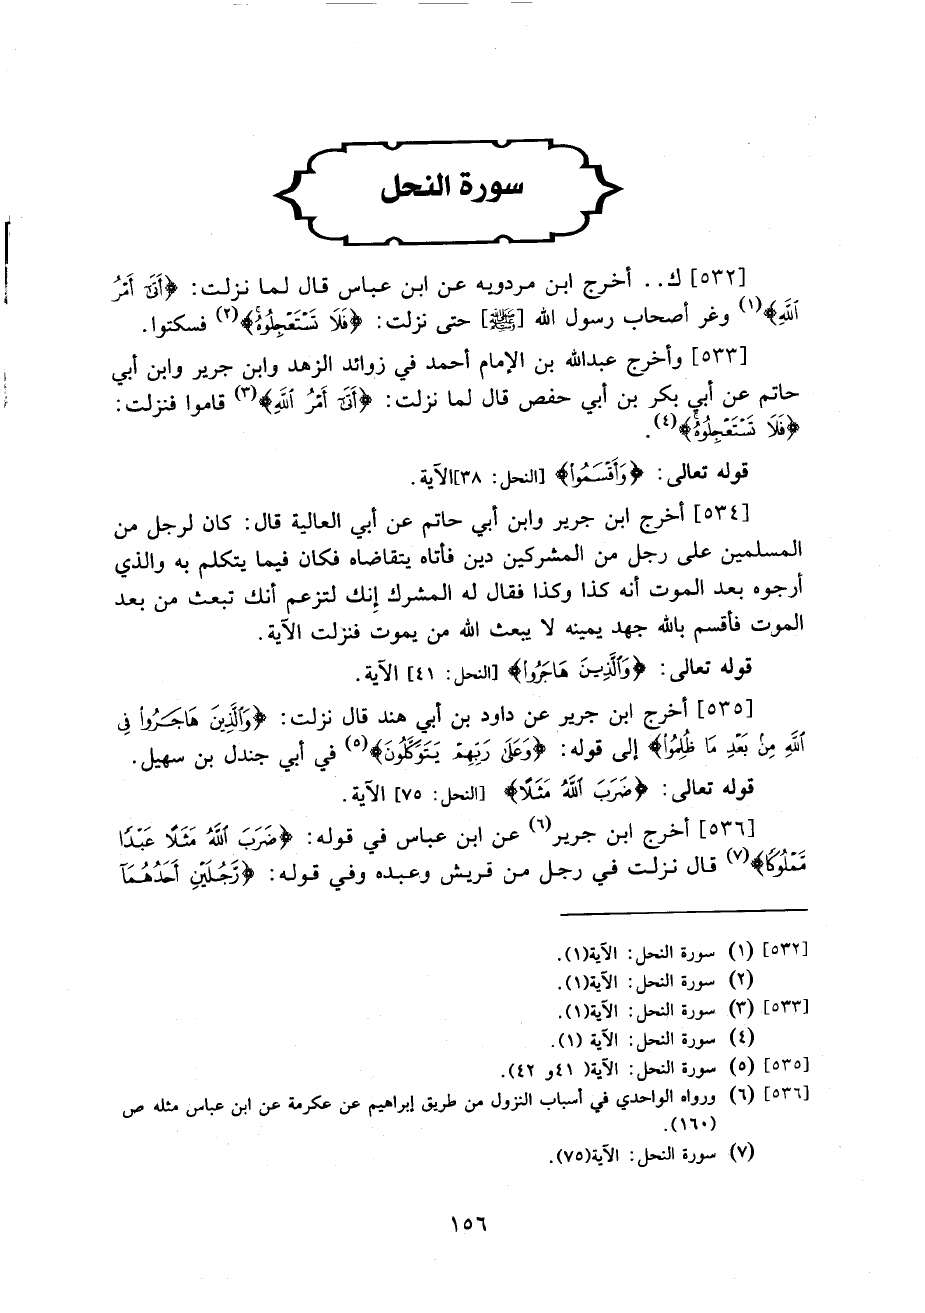 سورة النحل
[٥٣٢] ك.. أخرج ابن مردويه عن ابن عباس قال لما نزلت: ﴿أَتَىٰٓ أَمْرُ
ٱللَّهِ﴾(١) وغر أصحاب رسول الله [ﷺ] حتى نزلت: ﴿فَلَا تَسْتَعْجِلُوهُ﴾(٢) فسكتوا.
[٥٣٣] وأخرج عبدالله بن الإمام أحمد في زوائد الزهد وابن جرير وابن أبي
حاتم عن أبي بكر بن أبي حفص قال لما نزلت: ﴿أَتَىٰٓ أَمْرُ ٱللَّهِ﴾(٣) قاموا فنزلت:
﴿فَلَا تَسْتَعْجِلُوهُ﴾(٤).
قوله تعالى: ﴿وَأَقْسَمُوا۟﴾ [النحل: ٣٨]الآية.
[٥٣٤] أخرج ابن جرير وابن أبي حاتم عن أبي العالية قال: كان لرجل من
المسلمين على رجل من المشركين دين فأتاه يتقاضاه فكان فيما يتكلم به والذي
أرجوه بعد الموت أنه كذا وكذا فقال له المشرك إنك لتزعم أنك تبعث من بعد
الموت فأقسم بالله جهد يمينه لا يبعث الله من يموت فنزلت الآية.
قوله تعالى: ﴿وَٱلَّذِينَ هَاجَرُوا۟﴾ [النحل: ٤١] الآية.
[٥٣٥] أخرج ابن جرير عن داود بن أبي هند قال نزلت: ﴿وَٱلَّذِينَ هَاجَرُوا۟ فِى
ٱللَّهِ مِنۢ بَعْدِ مَا ظُلِمُوا۟﴾ إلى قوله: ﴿وَعَلَىٰ رَبِّهِمْ يَتَوَكَّلُونَ﴾(٥) في أبي جندل بن سهيل.
قوله تعالى: ﴿ضَرَبَ ٱللَّهُ مَثَلًا﴾ [النحل: ٧٥] الآية.
[٥٣٦] أخرج ابن جرير(٦) عن ابن عباس في قوله: ﴿ضَرَبَ ٱللَّهُ مَثَلًا عَبْدًا
مَّمْلُوكًا﴾(٧) قال نزلت في رجل من قريش وعبده وفي قوله: ﴿رَّجُلَيْنِ أَحَدُهُمَآ
[٥٣٢] (١) سورة النحل: الآية(١).
(٢) سورة النحل: الآية(١).
[٥٣٣] (٣) سورة النحل: الآية(١).
(٤) سورة النحل: الآية (١).
[٥٣٥] (٥) سورة النحل: الآية( ٤١و ٤٢).
[٥٣٦] (٦) ورواه الواحدي في أسباب النزول من طريق إبراهيم عن عكرمة عن ابن عباس مثله ص
(١٦٠).
(٧) سورة النحل: الآية(٧٥).
١٥٦